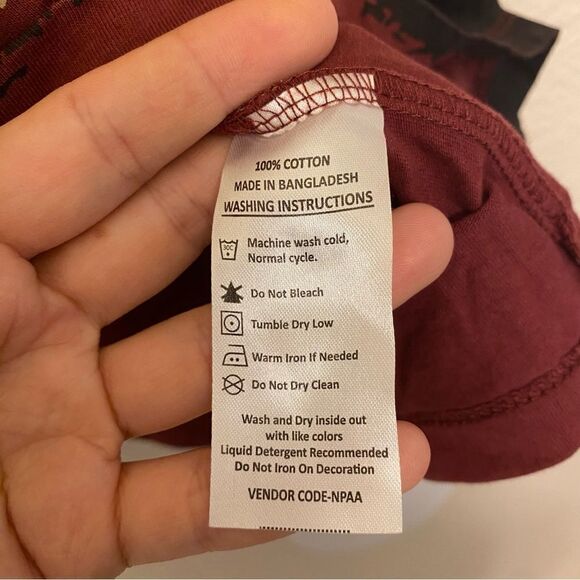 100% COTTON
MADE IN BANGLADESH
WASHING INSTRUCTIONS
30C
Machine wash cold,
Normal cycle.
Do Not Bleach
Tumble Dry Low
Warm Iron If Needed
Do Not Dry Clean
Wash and Dry inside out
with like colors
Liquid Detergent Recommended
Do Not Iron On Decoration
VENDOR CODE-NPAA